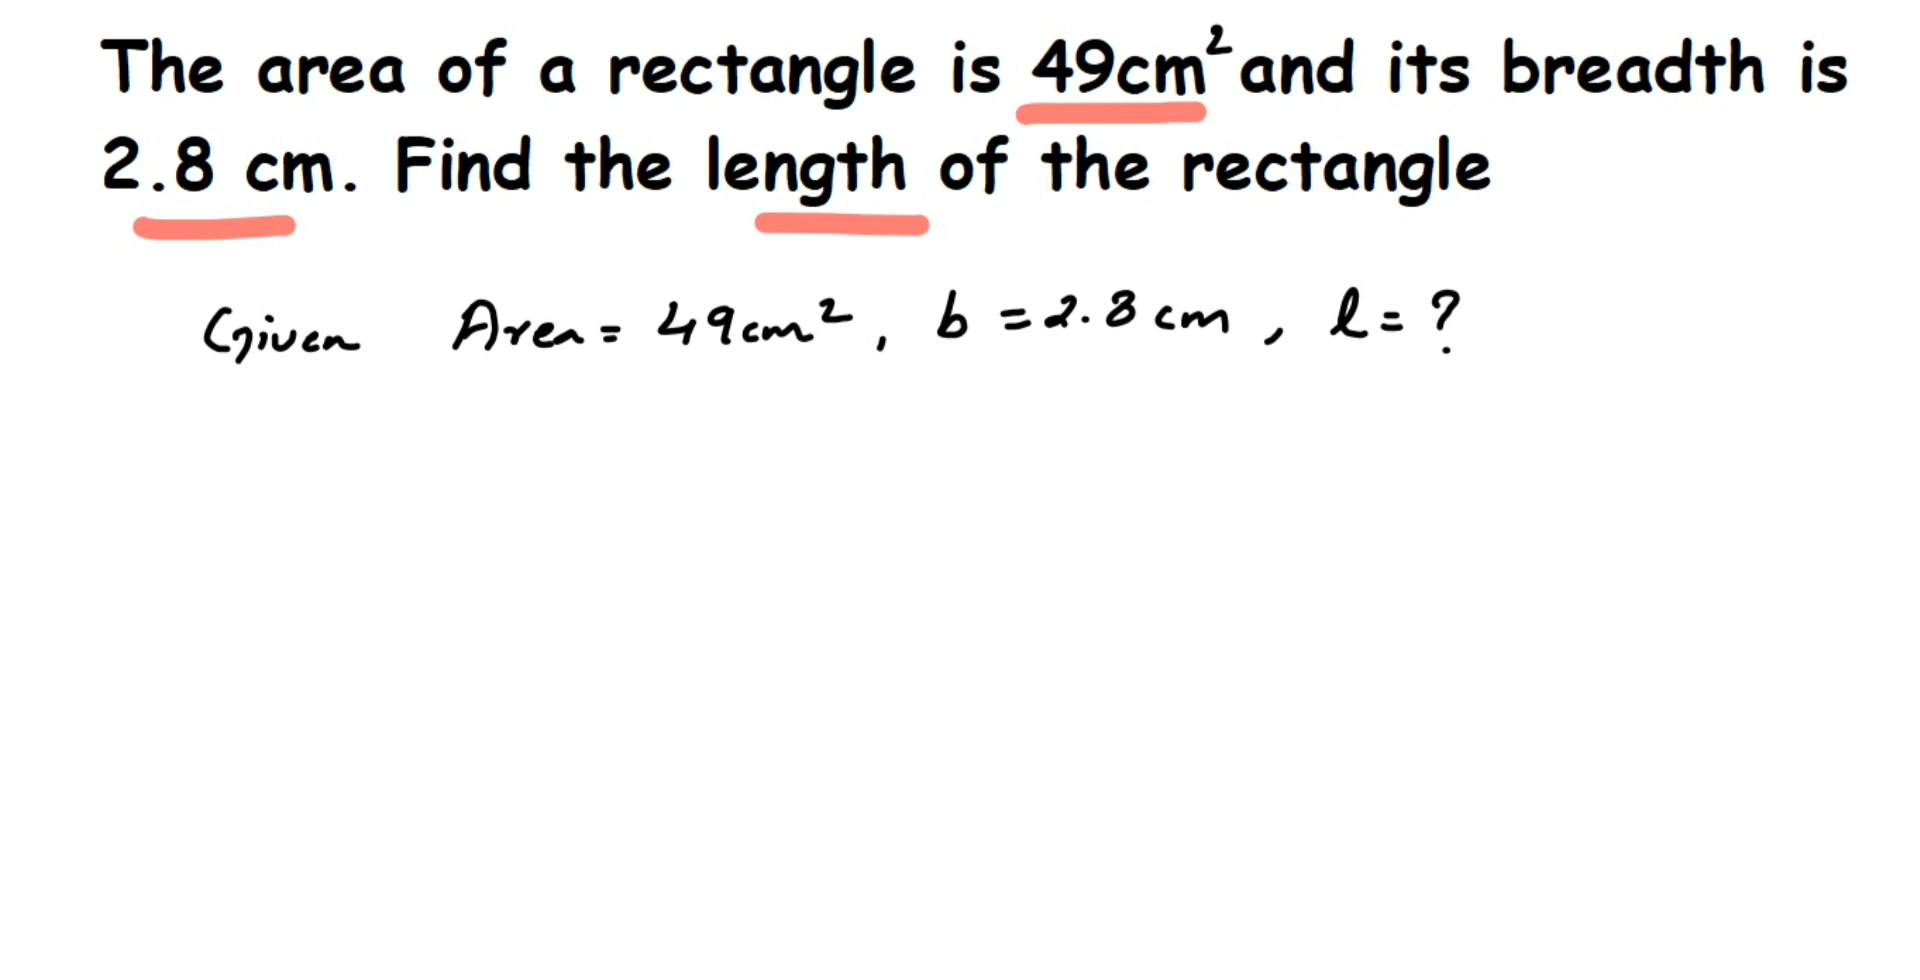 The area of a rectangle is 49cm² and its breadth is
2.8 cm. Find the length of the rectangle
Given Area = 49cm², b = 2.8 cm, l = ?